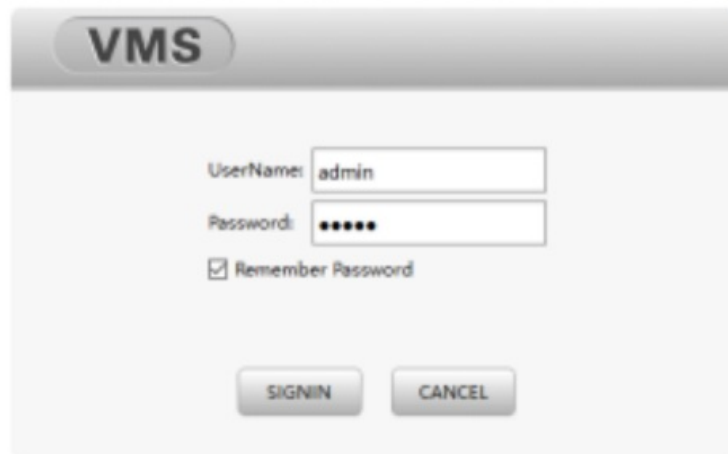 VMS
UserName: admin
Password: •••••
Remember Password
SIGNIN CANCEL